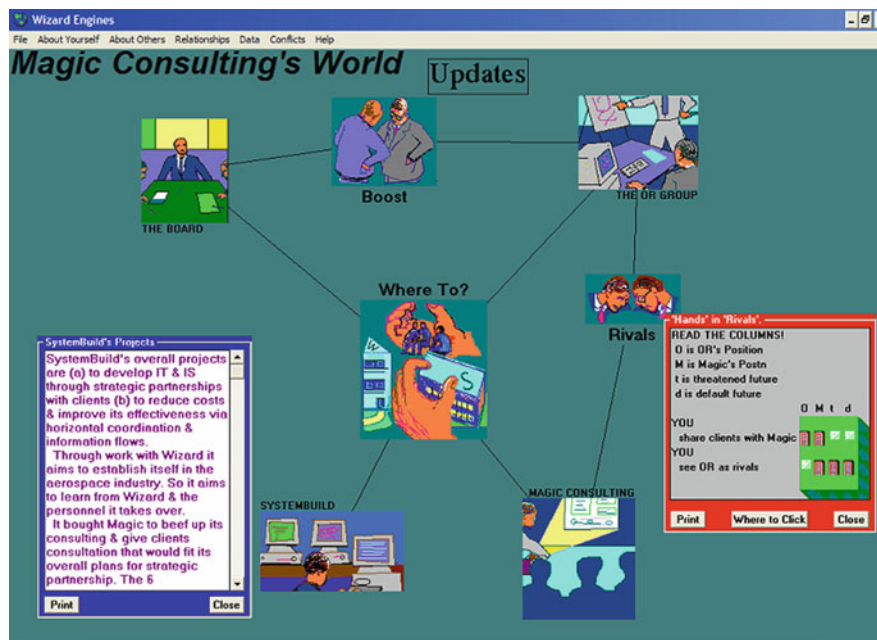 Wizard Engines
File About Yourself About Others Relationships Data Conflicts Help
Magic Consulting's World
Updates
Boost
THE BOARD
THE OR GROUP
Where To?
Rivals
SystemBuild's Projects
SystemBuild's overall projects
are (a) to develop IT & IS
through strategic partnerships
with clients (b) to reduce costs
& improve its effectiveness via
horizontal coordination &
information flows.
Through work with Wizard it
aims to establish itself in the
aerospace industry. So it aims
to learn from Wizard & the
personnel it takes over.
It bought Magic to beef up its
consulting & give clients
consultation that would fit its
overall plans for strategic
partnership. The 6
Print Close
SYSTEMBUILD
MAGIC CONSULTING
S
'Hands' in 'Rivals'.
READ THE COLUMNS!
O is OR's Position
M is Magic's Postn
t is threatened future
d is default future
O M t d
YOU
share clients with Magic
YOU
see OR as rivals
Print Where to Click Close